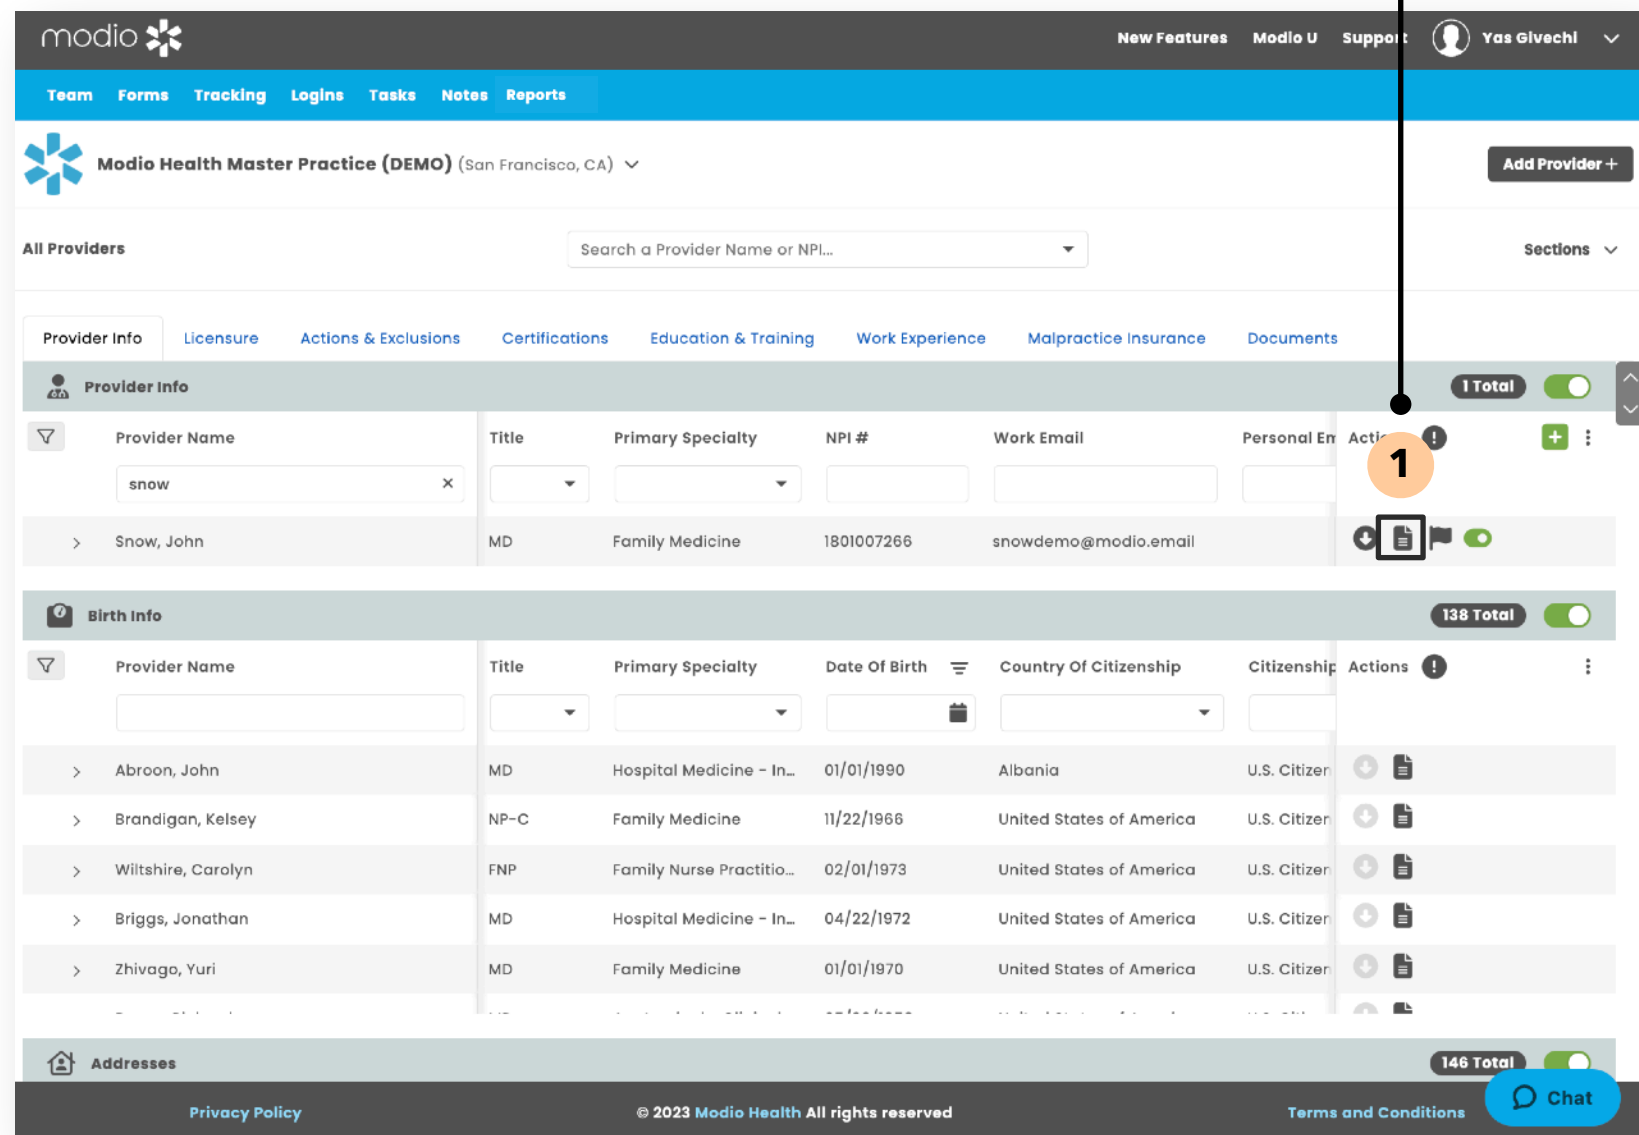 modio
New Features Modio U Support Yas Givechi
Team Forms Tracking Logins Tasks Notes Reports
Modio Health Master Practice (DEMO) (San Francisco, CA)
Add Provider +
All Providers
Search a Provider Name or NPI...
Sections
Provider Info Licensure Actions & Exclusions Certifications Education & Training Work Experience Malpractice Insurance Documents
Provider Info 1 Total
Provider Name Title Primary Specialty NPI # Work Email Personal Em
1
snow
Snow, John MD Family Medicine 1801007266 snowdemo@modio.email
Birth Info 138 Total
Provider Name Title Primary Specialty Date Of Birth Country Of Citizenship Citizenship Actions
Abroon, John MD Hospital Medicine - In... 01/01/1990 Albania U.S. Citizen
Brandigan, Kelsey NP-C Family Medicine 11/22/1966 United States of America U.S. Citizen
Wiltshire, Carolyn FNP Family Nurse Practitio... 02/01/1973 United States of America U.S. Citizen
Briggs, Jonathan MD Hospital Medicine - In... 04/22/1972 United States of America U.S. Citizen
Zhivago, Yuri MD Family Medicine 01/01/1970 United States of America U.S. Citizen
Addresses 146 Total
Privacy Policy © 2023 Modio Health All rights reserved Terms and Conditions
Chat